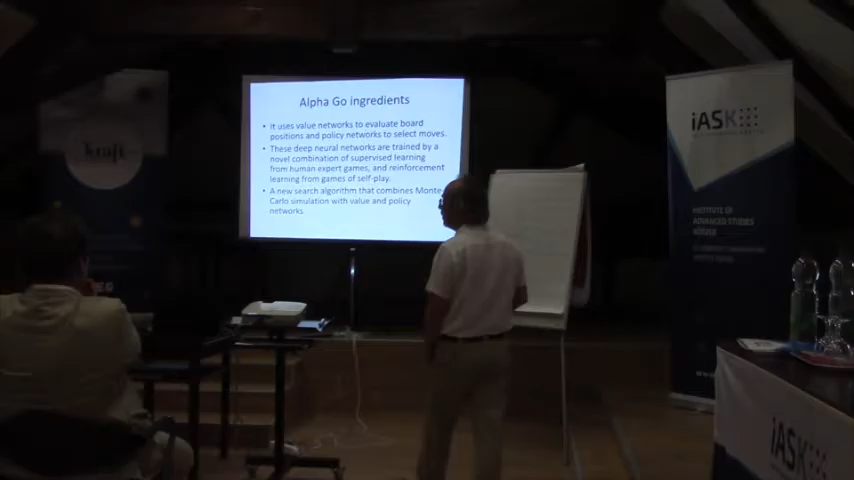 Alpha Go ingredients
• It uses value networks to evaluate board
positions and policy networks to select moves.
• These deep neural networks are trained by a
novel combination of supervised learning
from human expert games, and reinforcement
learning from games of self-play.
• A new search algorithm that combines Monte-
Carlo simulation with value and policy
networks.
kraft
iASK
INSTITUTE OF
ADVANCED STUDIES
KŐSZEG
iASK